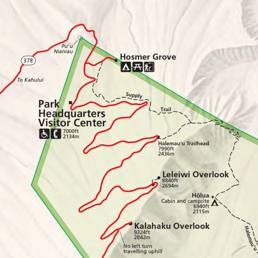 Pu'u
Nianiau
378
To Kahului
Hosmer Grove
Supply
Trail
Park
Headquarters
Visitor Center
7000ft
2134m
Halemau'u Trailhead
7990ft
2436m
Leleiwi Overlook
8840ft
2694m
Hōlua
Cabin and campsite
6940ft
2115m
Kalahaku Overlook
9324ft
2842m
No left turn
travelling uphill